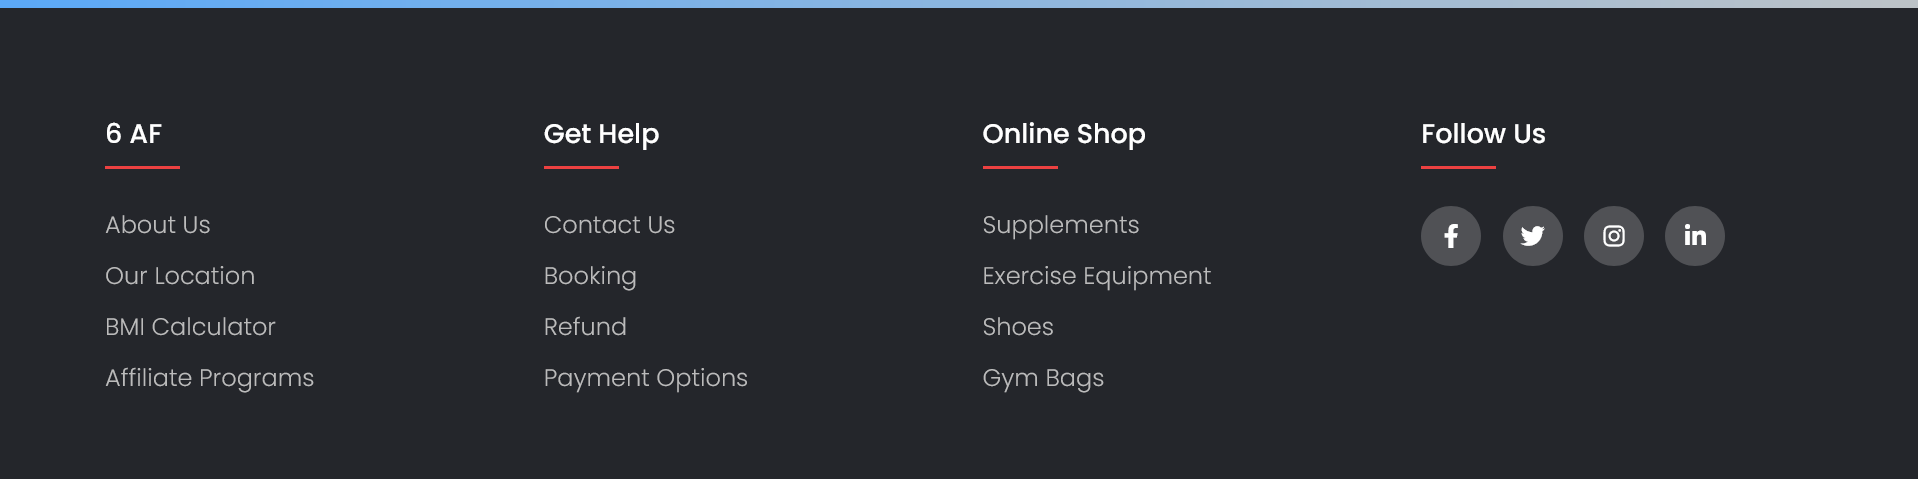 6 AF
About Us
Our Location
BMI Calculator
Affiliate Programs
Get Help
Contact Us
Booking
Refund
Payment Options
Online Shop
Supplements
Exercise Equipment
Shoes
Gym Bags
Follow Us